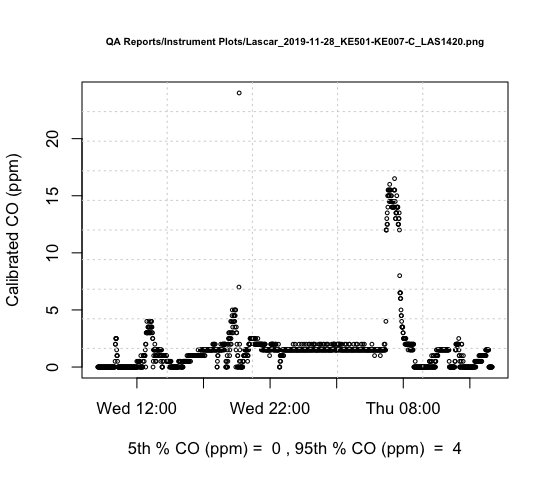 QA Reports/Instrument Plots/Lascar_2019-11-28_KE501-KE007-C_LAS1420.png
Calibrated CO (ppm)
20
15
10
5
0
Wed 12:00 Wed 22:00 Thu 08:00
5th % CO (ppm) = 0 , 95th % CO (ppm) = 4